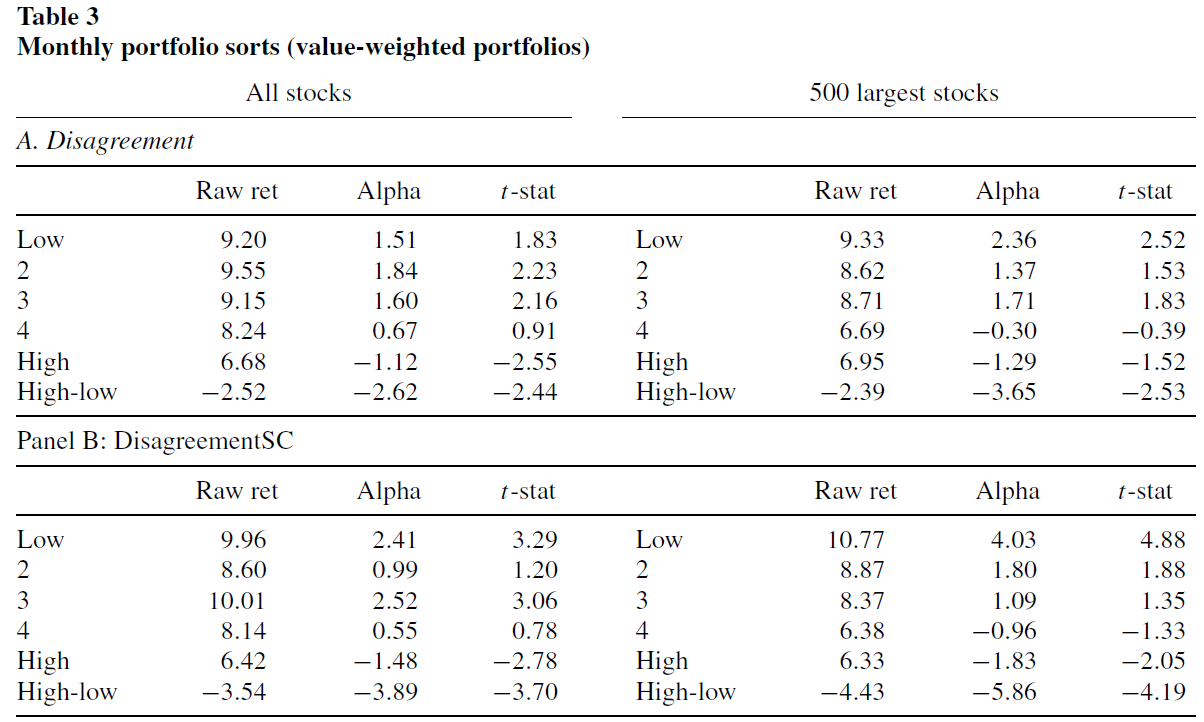 Table 3
Monthly portfolio sorts (value-weighted portfolios)
All stocks 500 largest stocks
A. Disagreement
Raw ret Alpha t-stat Raw ret Alpha t-stat
Low 9.20 1.51 1.83 Low 9.33 2.36 2.52
2 9.55 1.84 2.23 2 8.62 1.37 1.53
3 9.15 1.60 2.16 3 8.71 1.71 1.83
4 8.24 0.67 0.91 4 6.69 −0.30 −0.39
High 6.68 −1.12 −2.55 High 6.95 −1.29 −1.52
High-low −2.52 −2.62 −2.44 High-low −2.39 −3.65 −2.53
Panel B: DisagreementSC
Raw ret Alpha t-stat Raw ret Alpha t-stat
Low 9.96 2.41 3.29 Low 10.77 4.03 4.88
2 8.60 0.99 1.20 2 8.87 1.80 1.88
3 10.01 2.52 3.06 3 8.37 1.09 1.35
4 8.14 0.55 0.78 4 6.38 −0.96 −1.33
High 6.42 −1.48 −2.78 High 6.33 −1.83 −2.05
High-low −3.54 −3.89 −3.70 High-low −4.43 −5.86 −4.19